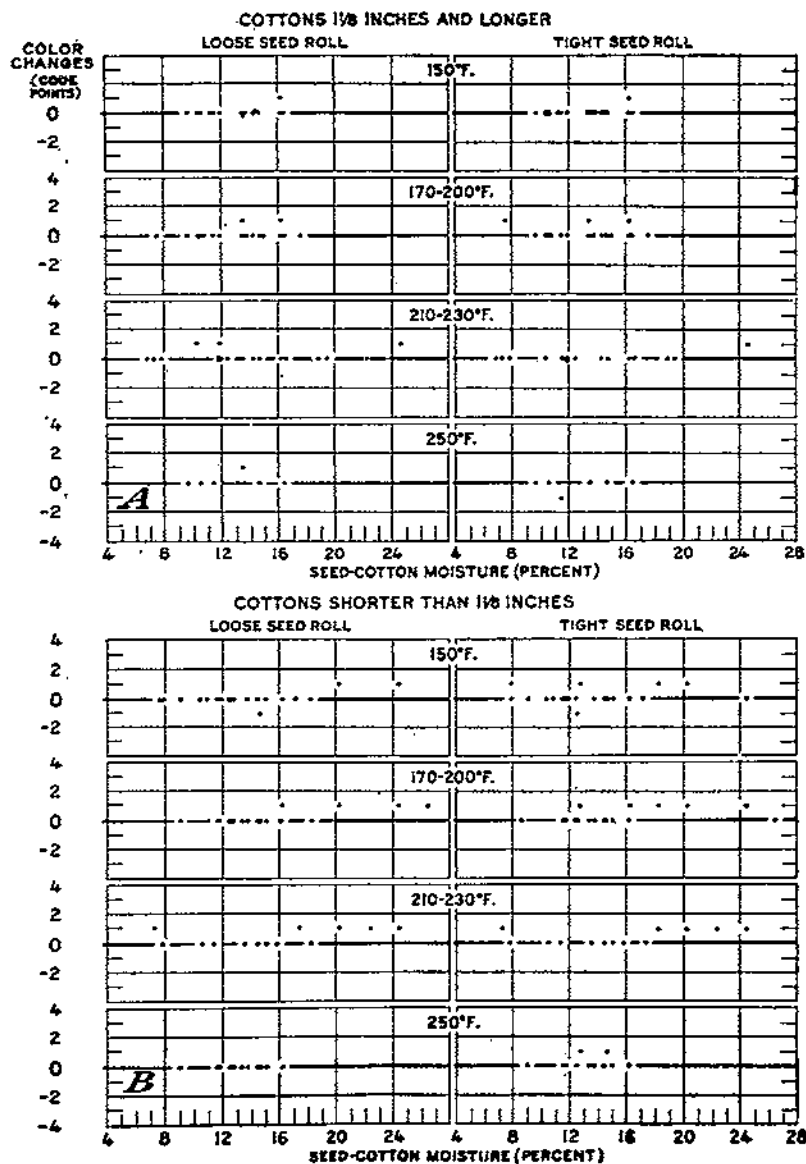 COTTONS 1 1/8 INCHES AND LONGER
LOOSE SEED ROLL TIGHT SEED ROLL
COLOR
CHANGES
(CODE
POINTS)
150°F.
0
-2
4
170-200°F.
2
0
-2
4
210-230°F.
2
0
-2
4
250°F.
2
0
A
-2
-4
4 8 12 16 20 24 4 8 12 16 20 24 28
SEED-COTTON MOISTURE (PERCENT)
COTTONS SHORTER THAN 1 1/8 INCHES
LOOSE SEED ROLL TIGHT SEED ROLL
4
150°F.
2
0
-2
4
170-200°F.
2
0
-2
4
210-230°F.
2
0
-2
4
250°F.
2
0
B
-2
-4
4 8 12 16 20 24 4 8 12 16 20 24 28
SEED-COTTON MOISTURE (PERCENT)